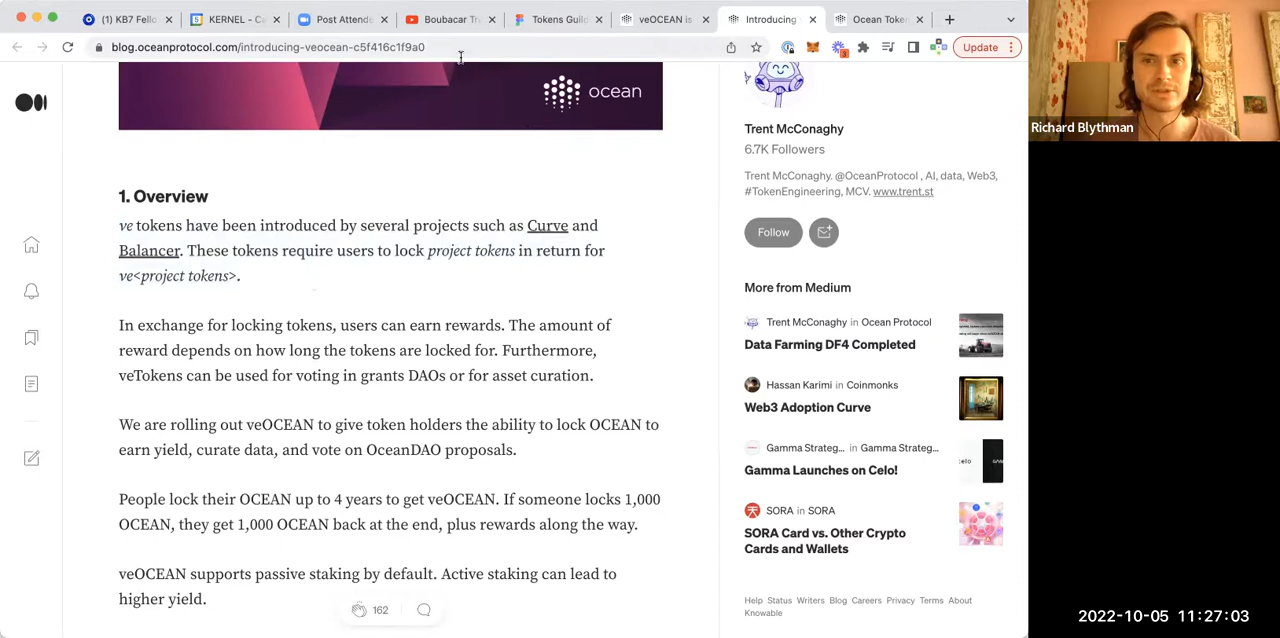 (1) KB7 Fello
KERNEL - Ca
Post Attende
Boubacar Tr
Tokens Guild
veOCEAN is
Introducing
Ocean Toke
blog.oceanprotocol.com/introducing-veocean-c5f416c1f9a0
Update
ocean
1. Overview
ve tokens have been introduced by several projects such as Curve and
Balancer. These tokens require users to lock project tokens in return for
ve<project tokens>.
In exchange for locking tokens, users can earn rewards. The amount of
reward depends on how long the tokens are locked for. Furthermore,
veTokens can be used for voting in grants DAOs or for asset curation.
We are rolling out veOCEAN to give token holders the ability to lock OCEAN to
earn yield, curate data, and vote on OceanDAO proposals.
People lock their OCEAN up to 4 years to get veOCEAN. If someone locks 1,000
OCEAN, they get 1,000 OCEAN back at the end, plus rewards along the way.
veOCEAN supports passive staking by default. Active staking can lead to
higher yield.
162
Trent McConaghy
6.7K Followers
Trent McConaghy. @OceanProtocol , AI, data, Web3,
#TokenEngineering, MCV. www.trent.st
Follow
More from Medium
Trent McConaghy in Ocean Protocol
Data Farming DF4 Completed
Hassan Karimi in Coinmonks
Web3 Adoption Curve
Gamma Strateg... in Gamma Strateg...
Gamma Launches on Celo!
SORA in SORA
SORA Card vs. Other Crypto
Cards and Wallets
Help Status Writers Blog Careers Privacy Terms About
Knowable
Richard Blythman
2022-10-05 11:27:03